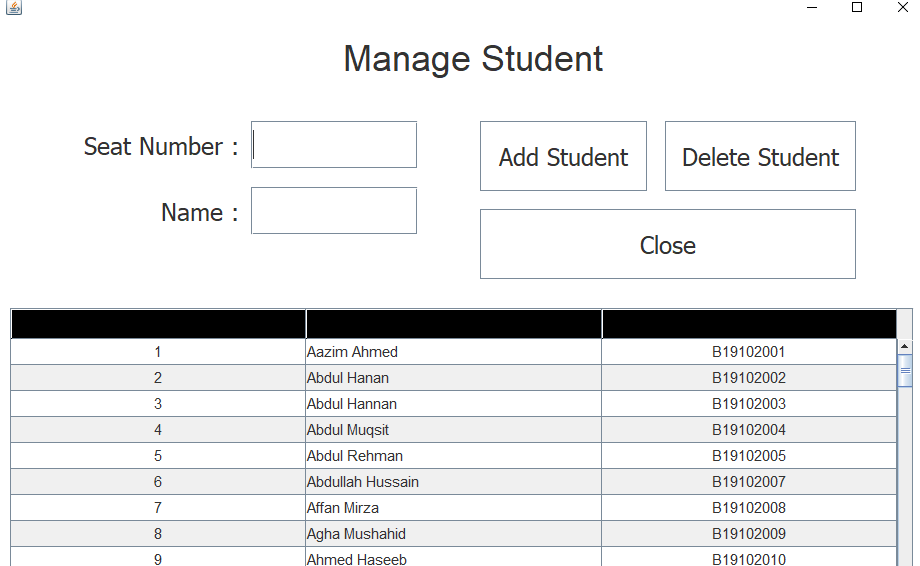 Manage Student
Seat Number :
Name :
Add Student
Delete Student
Close
1 Aazim Ahmed B19102001
2 Abdul Hanan B19102002
3 Abdul Hannan B19102003
4 Abdul Muqsit B19102004
5 Abdul Rehman B19102005
6 Abdullah Hussain B19102007
7 Affan Mirza B19102008
8 Agha Mushahid B19102009
9 Ahmed Haseeb B19102010